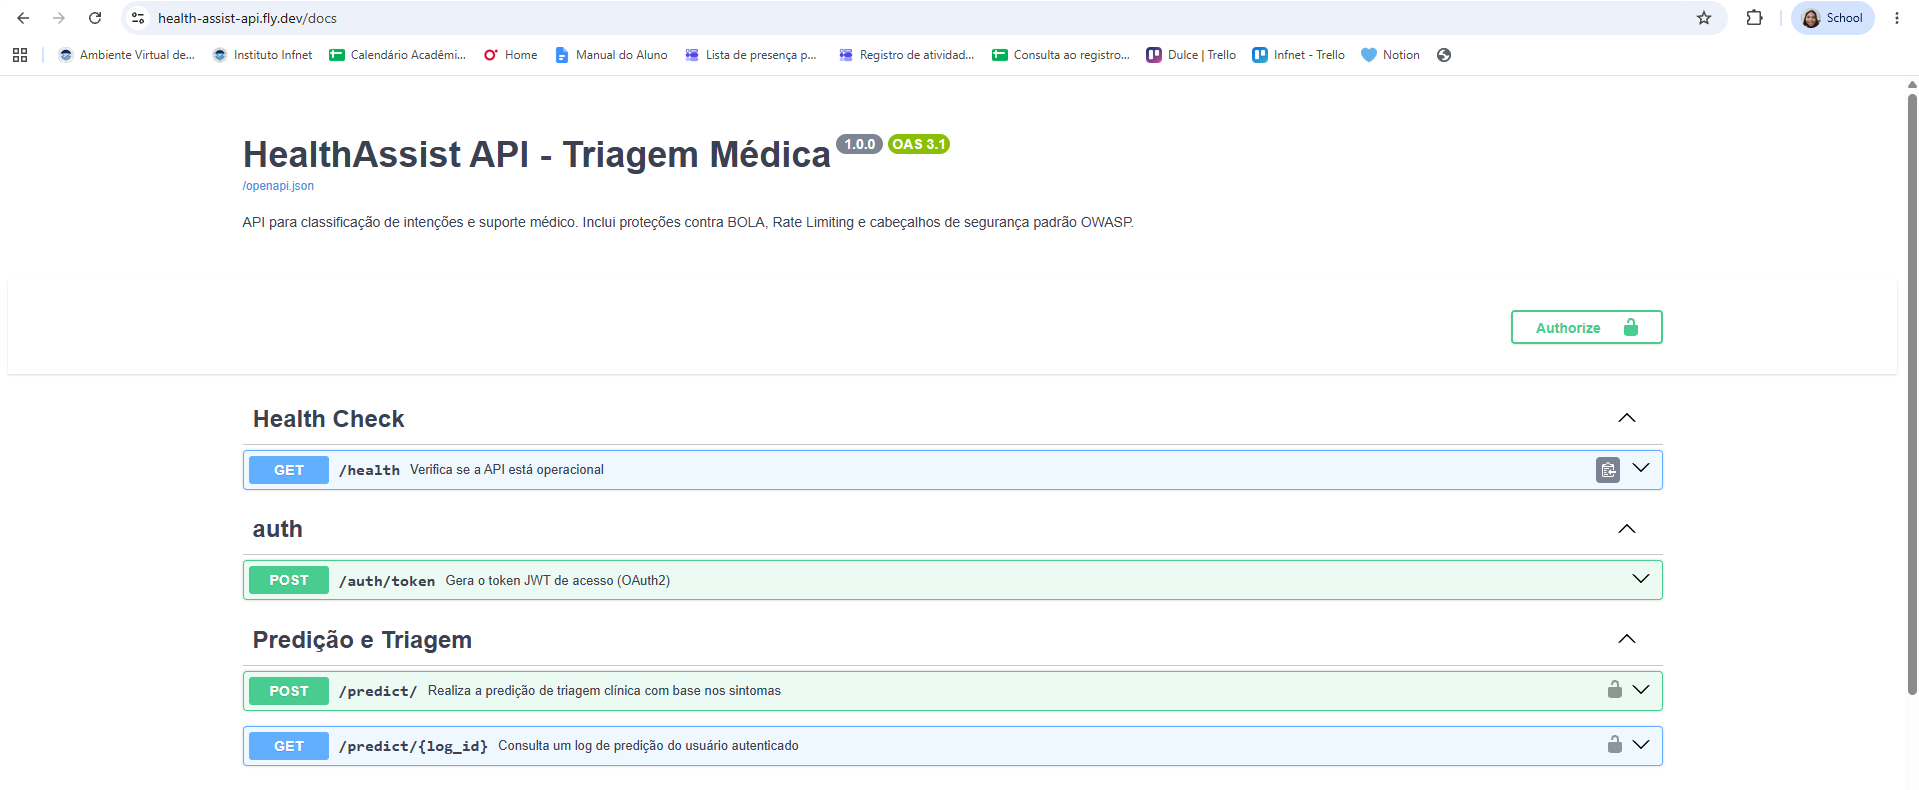 health-assist-api.fly.dev/docs
School
Ambiente Virtual de...
Instituto Infnet
Calendário Acadêmi...
Home
Manual do Aluno
Lista de presença p...
Registro de atividad...
Consulta ao registro...
Dulce | Trello
Infnet - Trello
Notion
HealthAssist API - Triagem Médica 1.0.0 OAS 3.1
/openapi.json
API para classificação de intenções e suporte médico. Inclui proteções contra BOLA, Rate Limiting e cabeçalhos de segurança padrão OWASP.
Authorize
Health Check
GET /health Verifica se a API está operacional
auth
POST /auth/token Gera o token JWT de acesso (OAuth2)
Predição e Triagem
POST /predict/ Realiza a predição de triagem clínica com base nos sintomas
GET /predict/{log_id} Consulta um log de predição do usuário autenticado